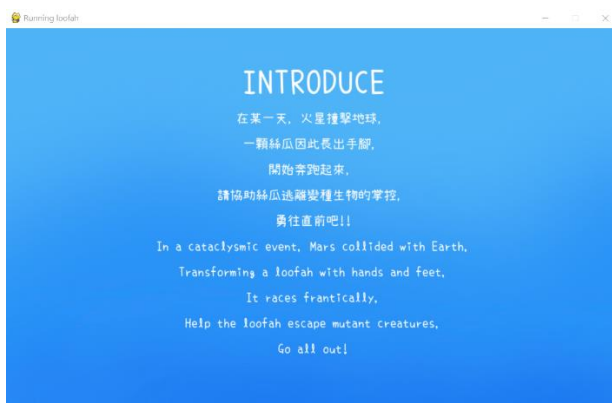 Running loofah
INTRODUCE
在某一天, 火星撞擊地球,
一顆絲瓜因此長出手腳,
開始奔跑起來,
請協助絲瓜逃離變種生物的掌控,
勇往直前吧!!
In a cataclysmic event, Mars collided with Earth,
Transforming a loofah with hands and feet,
It races frantically,
Help the loofah escape mutant creatures,
Go all out!